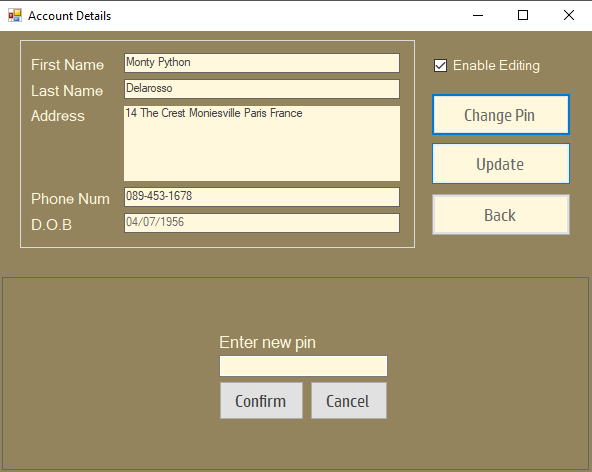 Account Details
First Name Monty Python
Last Name Delarosso
Address 14 The Crest Moniesville Paris France
Phone Num 089-453-1678
D.O.B 04/07/1956
Enable Editing
Change Pin
Update
Back
Enter new pin
Confirm Cancel